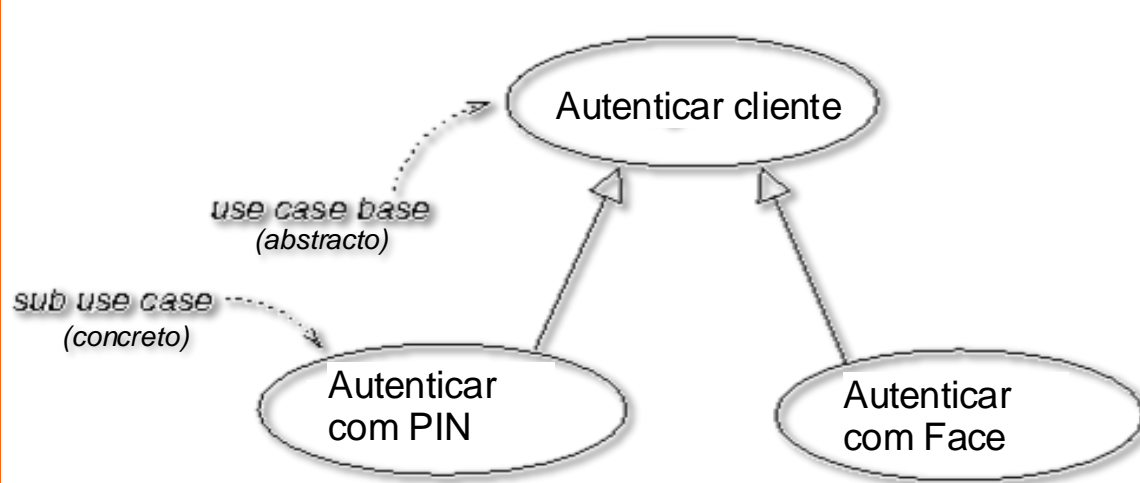 Autenticar cliente
use case base
(abstracto)
sub use case
(concreto)
Autenticar
com PIN
Autenticar
com Face